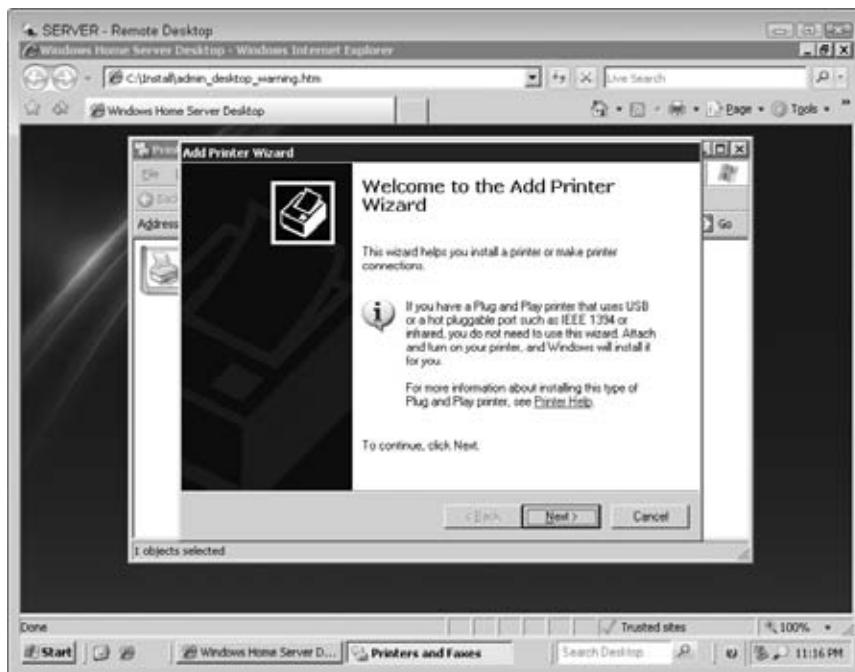 SERVER - Remote Desktop
Windows Home Server Desktop - Windows Internet Explorer
C:\Install\admin_desktop_warning.htm
Live Search
Windows Home Server Desktop
Page
Tools
Add Printer Wizard
Address
Go
Welcome to the Add Printer
Wizard
This wizard helps you install a printer or make printer
connections.
If you have a Plug and Play printer that uses USB
or a hot pluggable port such as IEEE 1394 or
infrared, you do not need to use this wizard. Attach
and turn on your printer, and Windows will install it
for you.
For more information about installing this type of
Plug and Play printer, see Printer Help.
To continue, click Next.
< Back
Next >
Cancel
1 objects selected
Done
Trusted sites
100%
Start
Windows Home Server D...
Printers and Faxes
Search Desktop
11:16 PM